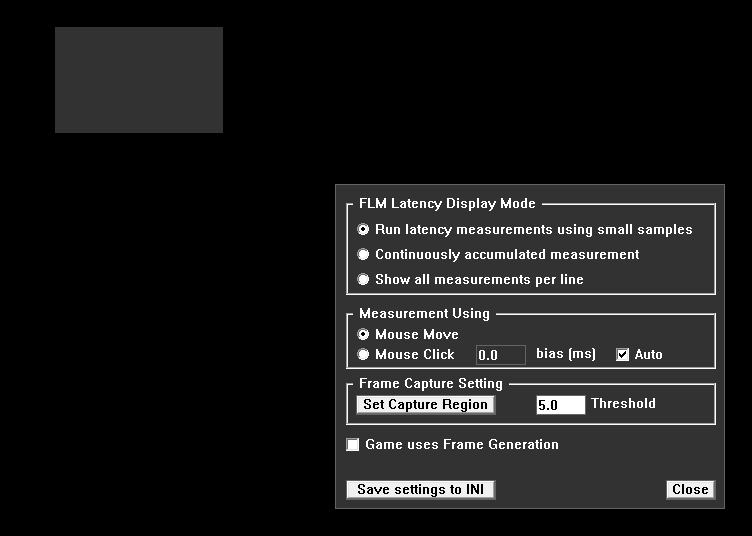 FLM Latency Display Mode
Run latency measurements using small samples
Continuously accumulated measurement
Show all measurements per line
Measurement Using
Mouse Move
Mouse Click 0.0 bias (ms) Auto
Frame Capture Setting
Set Capture Region 5.0 Threshold
Game uses Frame Generation
Save settings to INI Close